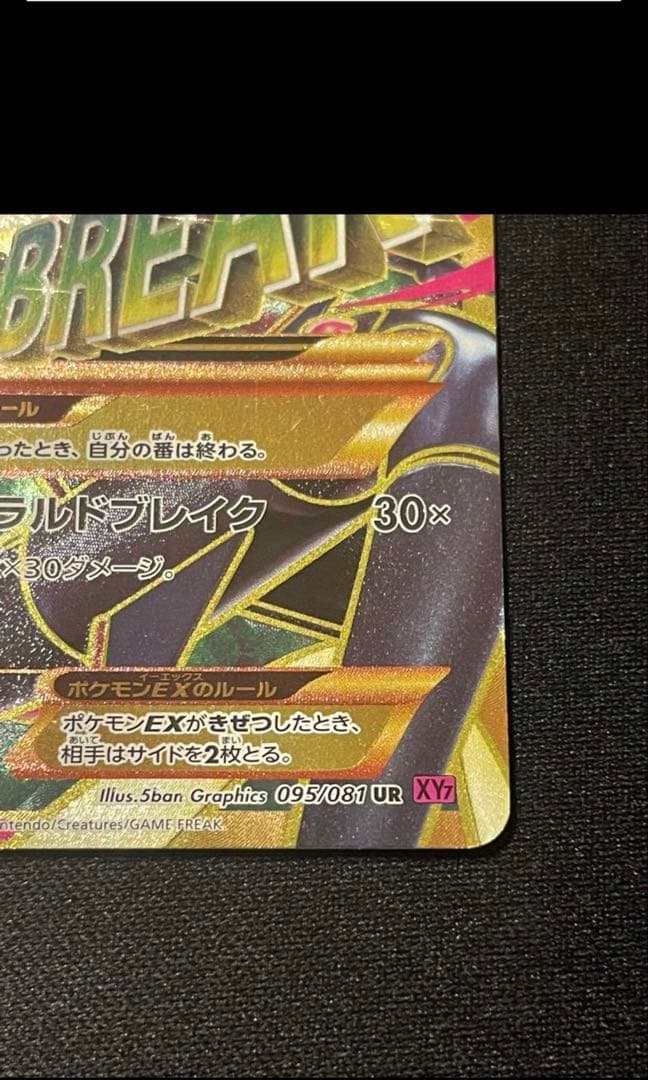 BREAK
ール
ったとき、自分の番は終わる。
ラルドブレイク 30×
×30ダメージ。
ポケモンEXのルール
ポケモンEXがきぜつしたとき、
相手はサイドを2枚とる。
Illus.5ban Graphics 095/081 UR XY7
ntendo/Creatures/GAME FREAK.